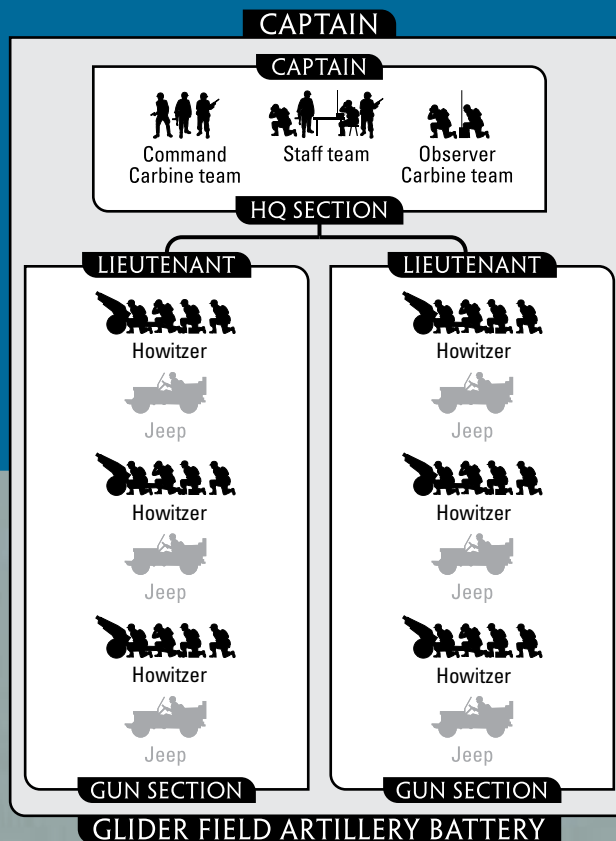 CAPTAIN
CAPTAIN
Command
Carbine team
Staff team
Observer
Carbine team
HQ SECTION
LIEUTENANT
Howitzer
Jeep
Howitzer
Jeep
Howitzer
Jeep
GUN SECTION
LIEUTENANT
Howitzer
Jeep
Howitzer
Jeep
Howitzer
Jeep
GUN SECTION
GLIDER FIELD ARTILLERY BATTERY